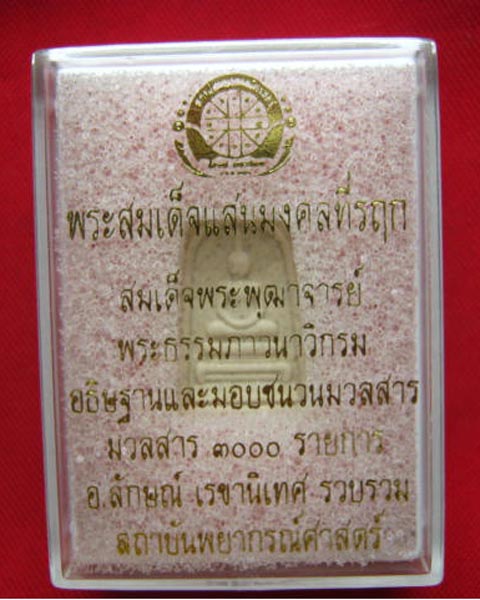 พระสมเด็จแสนมงคลที่รฤก
สมเด็จพระพุฒาจารย์
พระธรรมภาวนาวิกรม
อธิษฐานและมอบชนวนมวลสาร
มวลสาร ๓๐๐๐ รายการ
อ.ลักษณ์ เรขานิเทศ รวบรวม
สถาบันพยากรณ์ศาสตร์